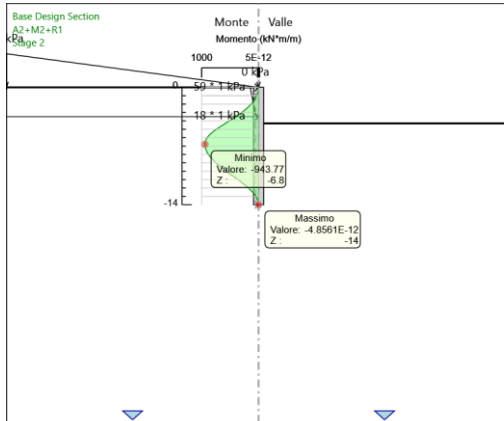 Base Design Section
A2+M2+R1
Stage 2
kPa
Monte
Valle
Momento (kN*m/m)
1000
5E-12
0 kPa
0
59 * 1 kPa
18 * 1 kPa
Minimo
Valore: -943.77
Z : -6.8
-14
Massimo
Valore: -4.8561E-12
Z : -14